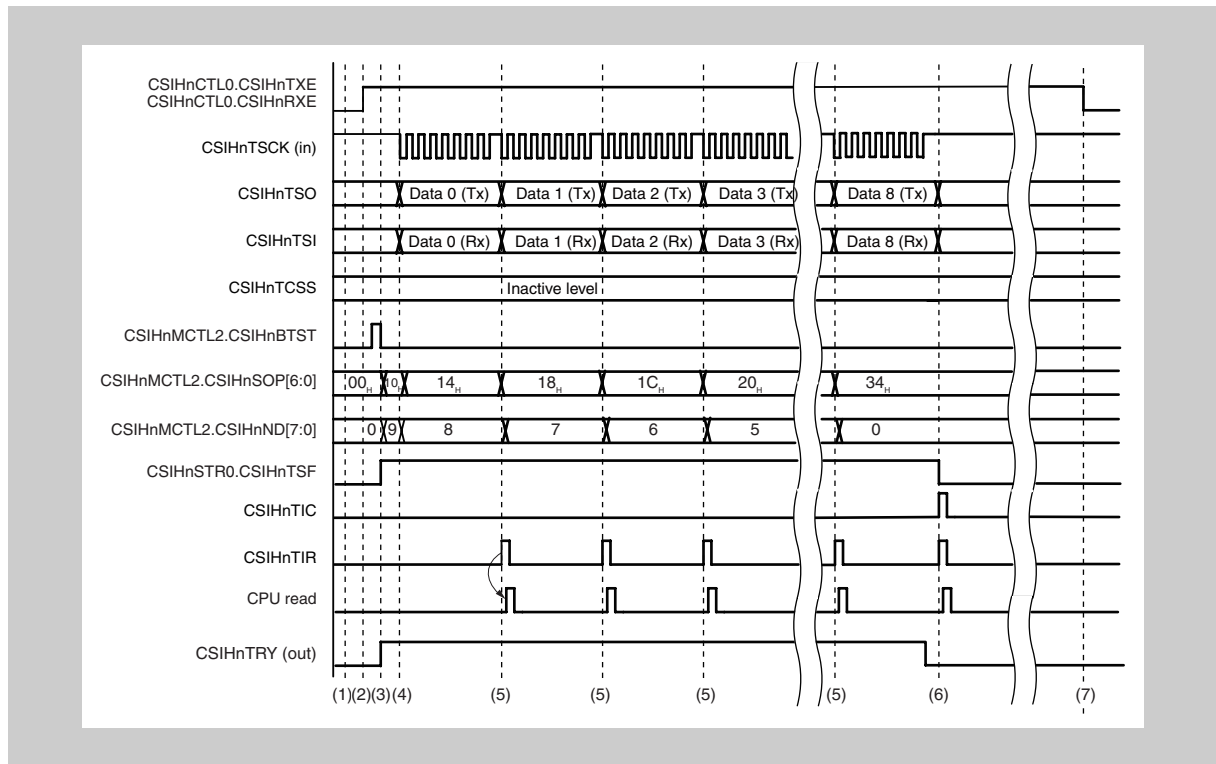 CSIHnCTL0.CSIHnTXE
CSIHnCTL0.CSIHnRXE
CSIHnTSCK (in)
CSIHnTSO Data 0 (Tx) Data 1 (Tx) Data 2 (Tx) Data 3 (Tx) Data 8 (Tx)
CSIHnTSI Data 0 (Rx) Data 1 (Rx) Data 2 (Rx) Data 3 (Rx) Data 8 (Rx)
CSIHnTCSS Inactive level
CSIHnMCTL2.CSIHnBTST
CSIHnMCTL2.CSIHnSOP[6:0] 00H 10H 14H 18H 1CH 20H 34H
CSIHnMCTL2.CSIHnND[7:0] 0 9 8 7 6 5 0
CSIHnSTR0.CSIHnTSF
CSIHnTIC
CSIHnTIR
CPU read
CSIHnTRY (out)
(1)(2)(3)(4) (5) (5) (5) (5) (6) (7)